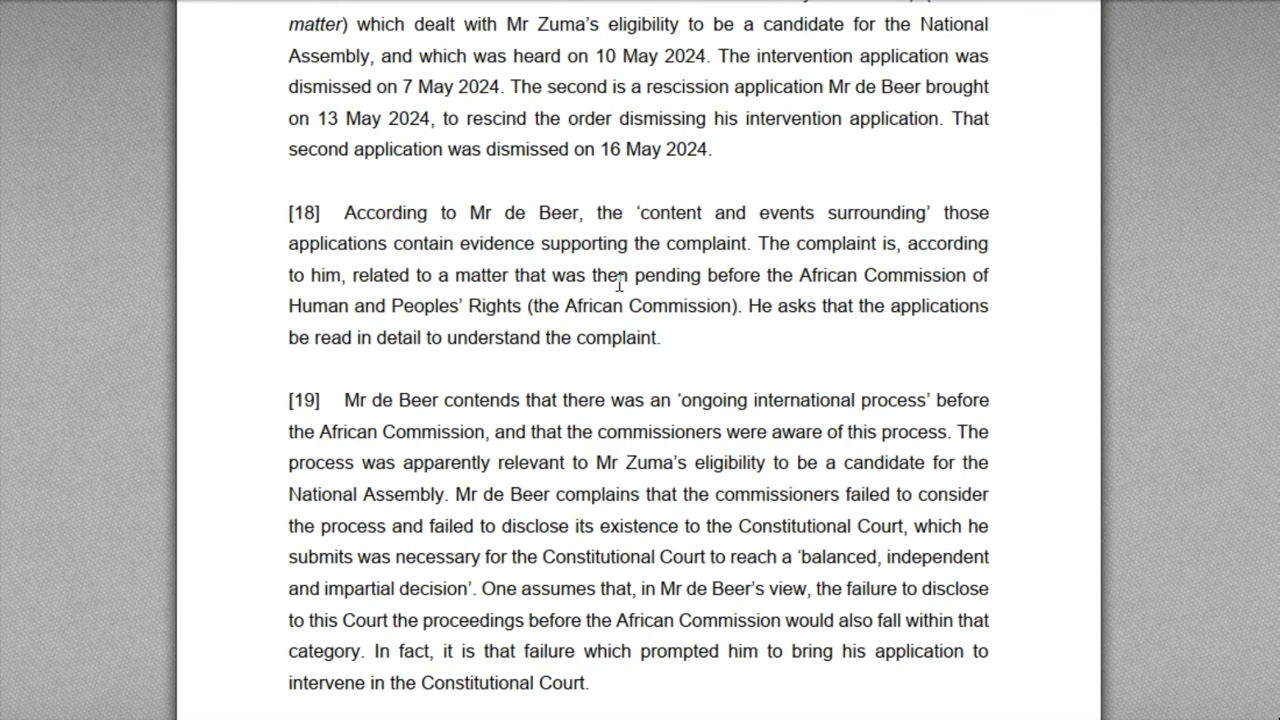 matter) which dealt with Mr Zuma’s eligibility to be a candidate for the National
Assembly, and which was heard on 10 May 2024. The intervention application was
dismissed on 7 May 2024. The second is a rescission application Mr de Beer brought
on 13 May 2024, to rescind the order dismissing his intervention application. That
second application was dismissed on 16 May 2024.
[18] According to Mr de Beer, the ‘content and events surrounding’ those
applications contain evidence supporting the complaint. The complaint is, according
to him, related to a matter that was then pending before the African Commission of
Human and Peoples’ Rights (the African Commission). He asks that the applications
be read in detail to understand the complaint.
[19] Mr de Beer contends that there was an ‘ongoing international process’ before
the African Commission, and that the commissioners were aware of this process. The
process was apparently relevant to Mr Zuma’s eligibility to be a candidate for the
National Assembly. Mr de Beer complains that the commissioners failed to consider
the process and failed to disclose its existence to the Constitutional Court, which he
submits was necessary for the Constitutional Court to reach a ‘balanced, independent
and impartial decision’. One assumes that, in Mr de Beer’s view, the failure to disclose
to this Court the proceedings before the African Commission would also fall within that
category. In fact, it is that failure which prompted him to bring his application to
intervene in the Constitutional Court.